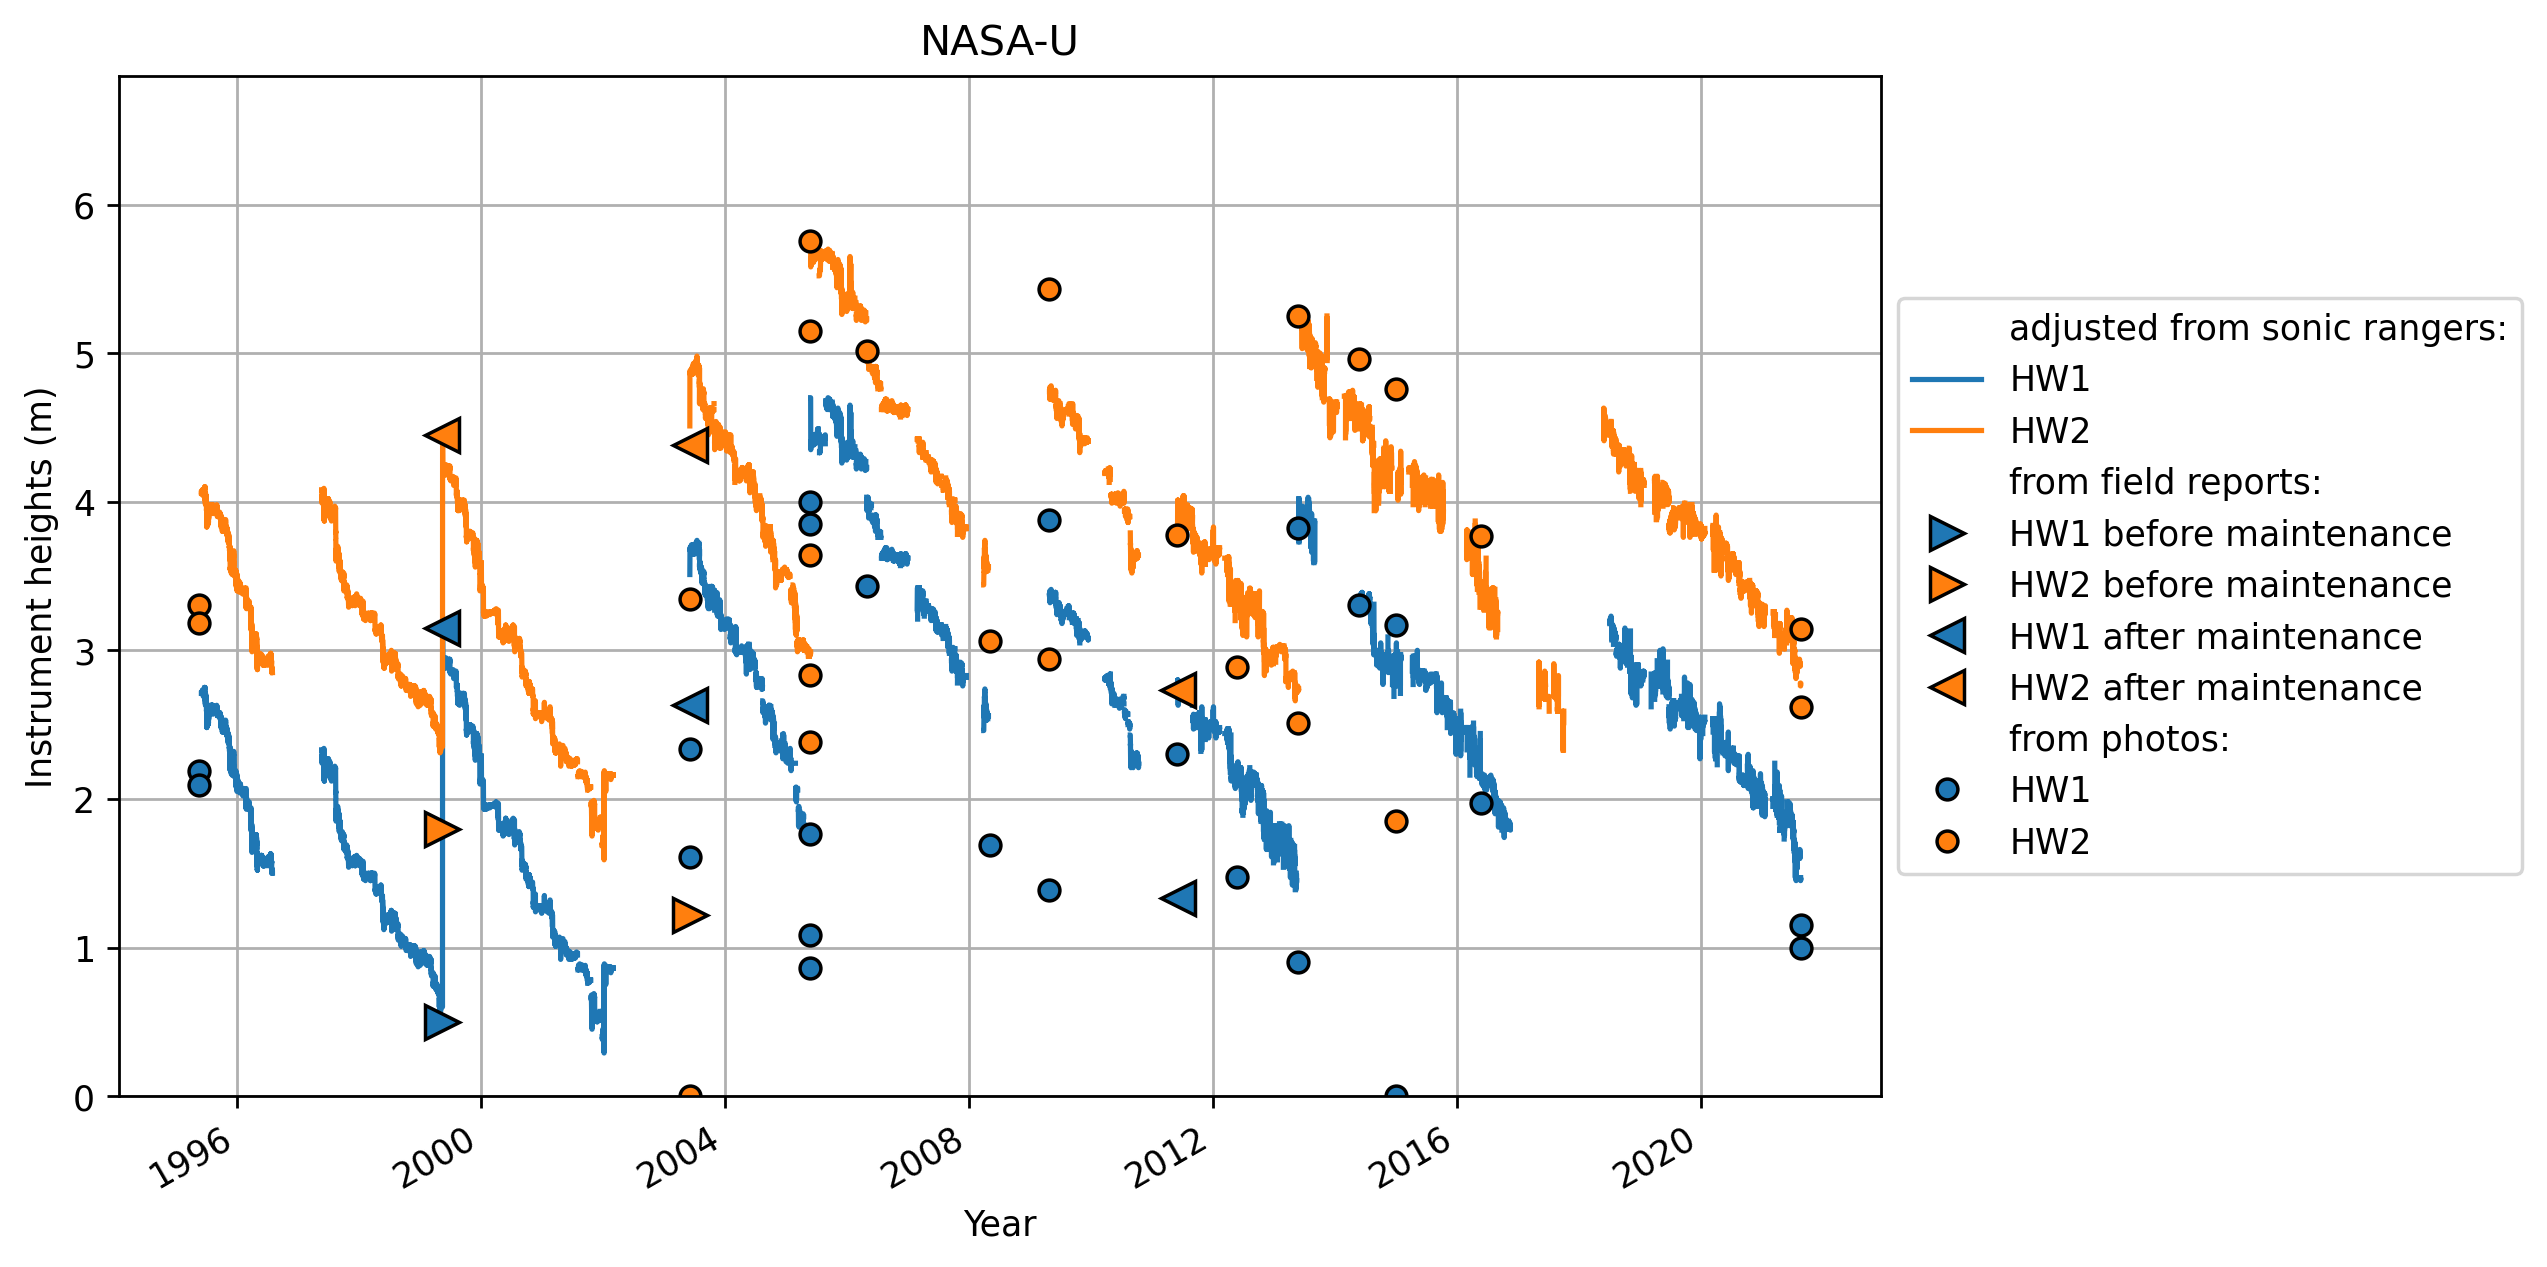 NASA-U
Instrument heights (m)
6
5
4
3
2
1
0
1996
2000
2004
2008
2012
2016
2020
Year
adjusted from sonic rangers:
HW1
HW2
from field reports:
HW1 before maintenance
HW2 before maintenance
HW1 after maintenance
HW2 after maintenance
from photos:
HW1
HW2